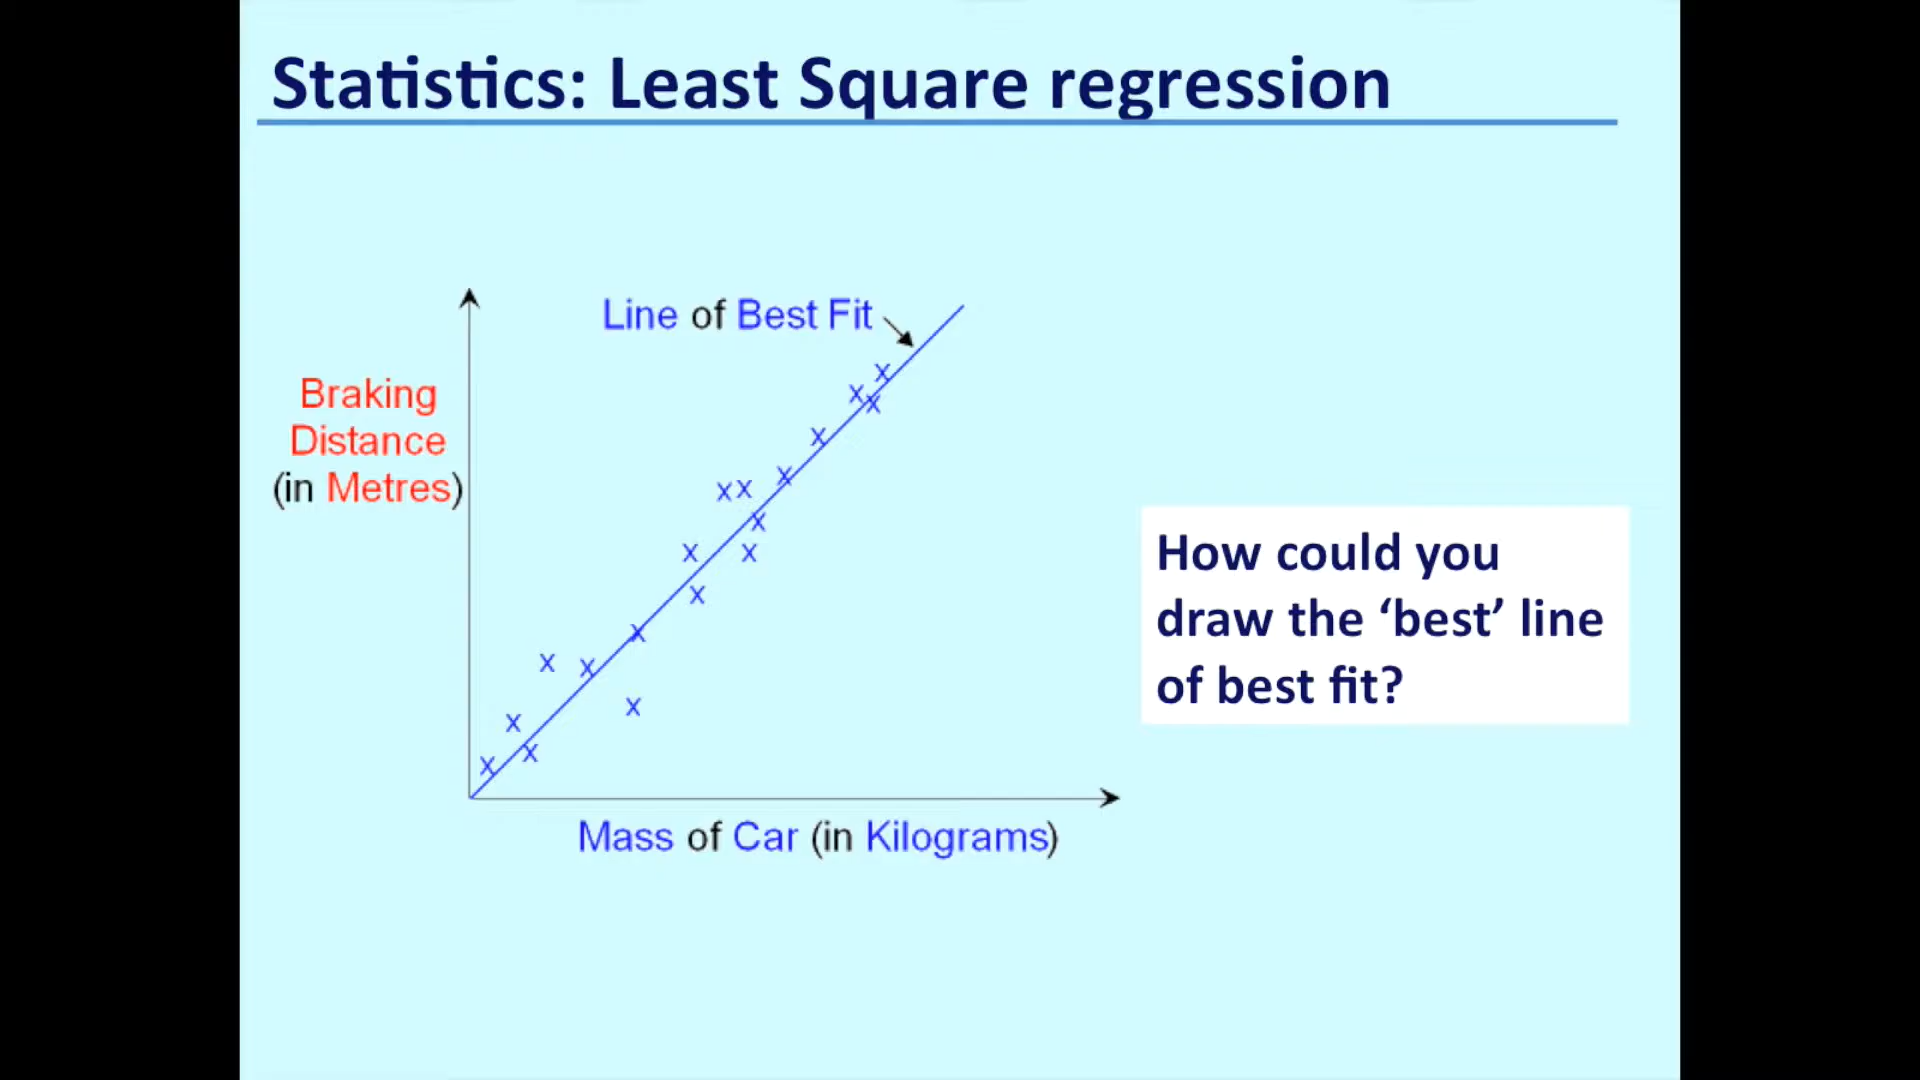 Statistics: Least Square regression
Line of Best Fit
Braking
Distance
(in Metres)
How could you
draw the ‘best’ line
of best fit?
Mass of Car (in Kilograms)